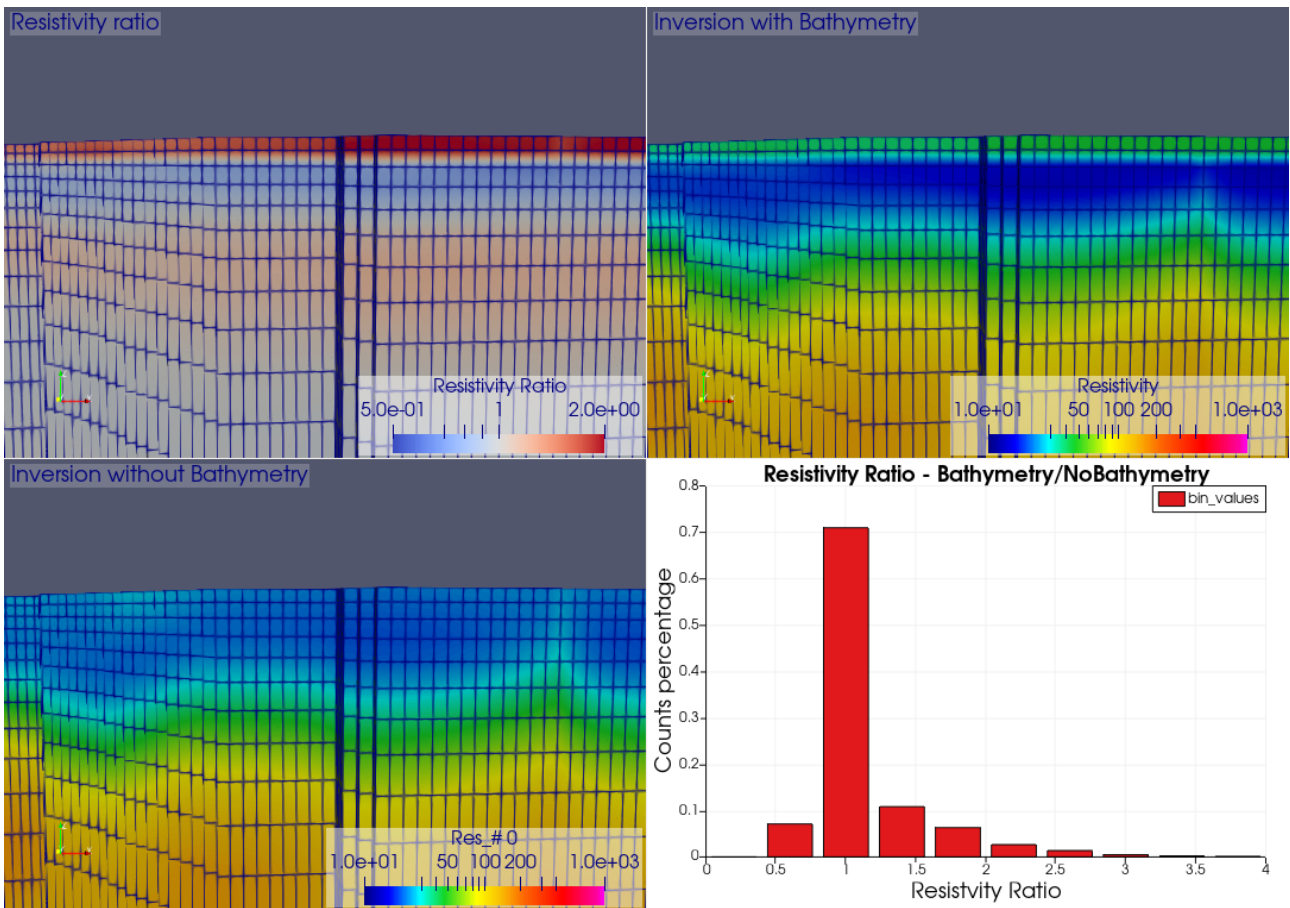 Resistivity ratio
Resistivity Ratio
5.0e-01 1 2.0e+00
Inversion with Bathymetry
Resistivity
1.0e+01 50 100 200 1.0e+03
Inversion without Bathymetry
Res_#0
1.0e+01 50 100 200 1.0e+03
Resistivity Ratio - Bathymetry/NoBathymetry
bin_values
Counts percentage
0.8
0.7
0.6
0.5
0.4
0.3
0.2
0.1
0
0 0.5 1 1.5 2 2.5 3 3.5 4
Resistvity Ratio